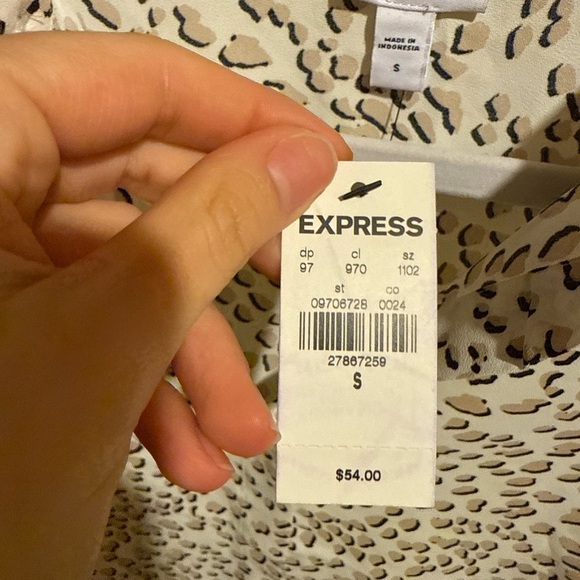 MADE IN
INDONESIA
S
EXPRESS
dp cl sz
97 970 1102
st co
09706728 0024
27867259
S
$54.00